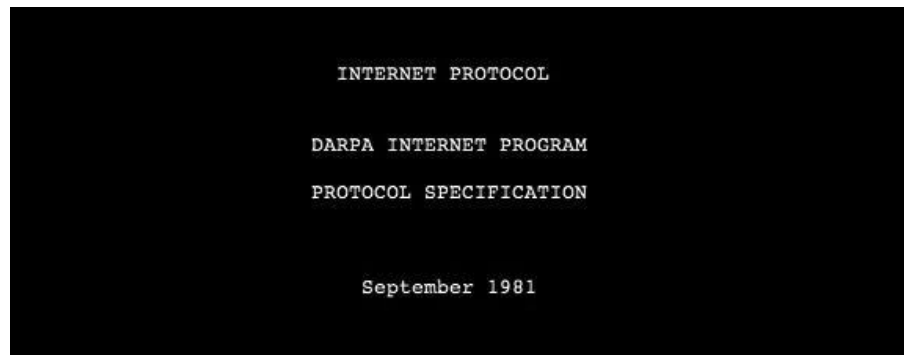 INTERNET PROTOCOL
DARPA INTERNET PROGRAM
PROTOCOL SPECIFICATION
September 1981